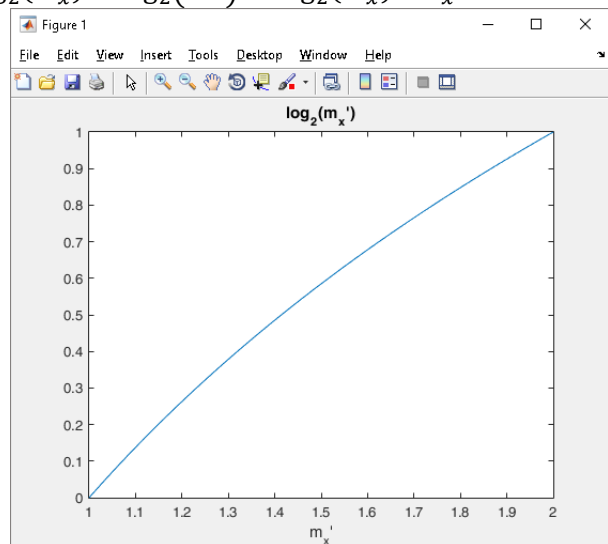 Figure 1
File Edit View Insert Tools Desktop Window Help
log₂(mₓ')
1
0.9
0.8
0.7
0.6
0.5
0.4
0.3
0.2
0.1
0
1 1.1 1.2 1.3 1.4 1.5 1.6 1.7 1.8 1.9 2
mₓ'